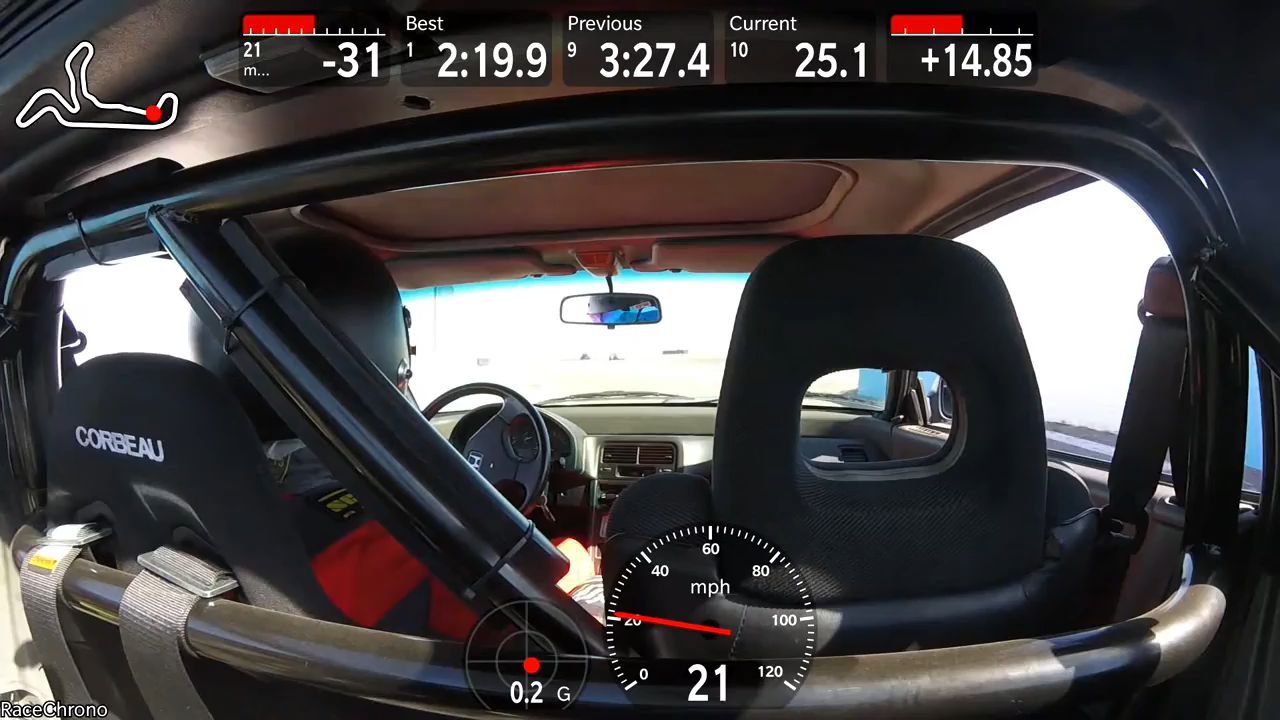 Best
Previous
Current
21
m...
-31
1
2:19.9
9
3:27.4
10
25.1
+14.85
CORBEAU
60
40
80
mph
20
100
0
120
21
0.2 G
RaceChrono